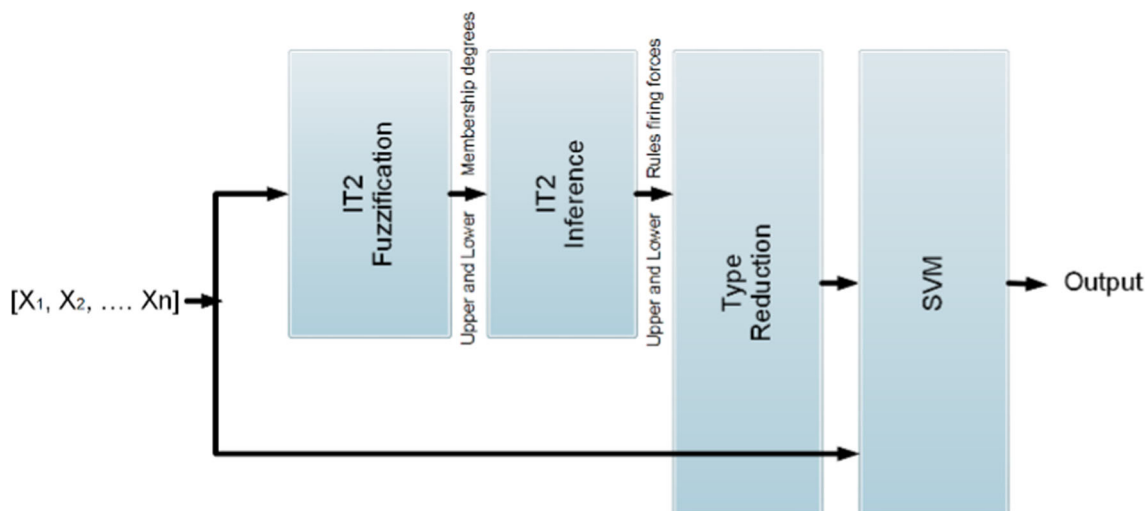 [X1, X2, .... Xn]
IT2
Fuzzification
Upper and Lower Membership degrees
IT2
Inference
Upper and Lower Rules firing forces
Type
Reduction
SVM
Output